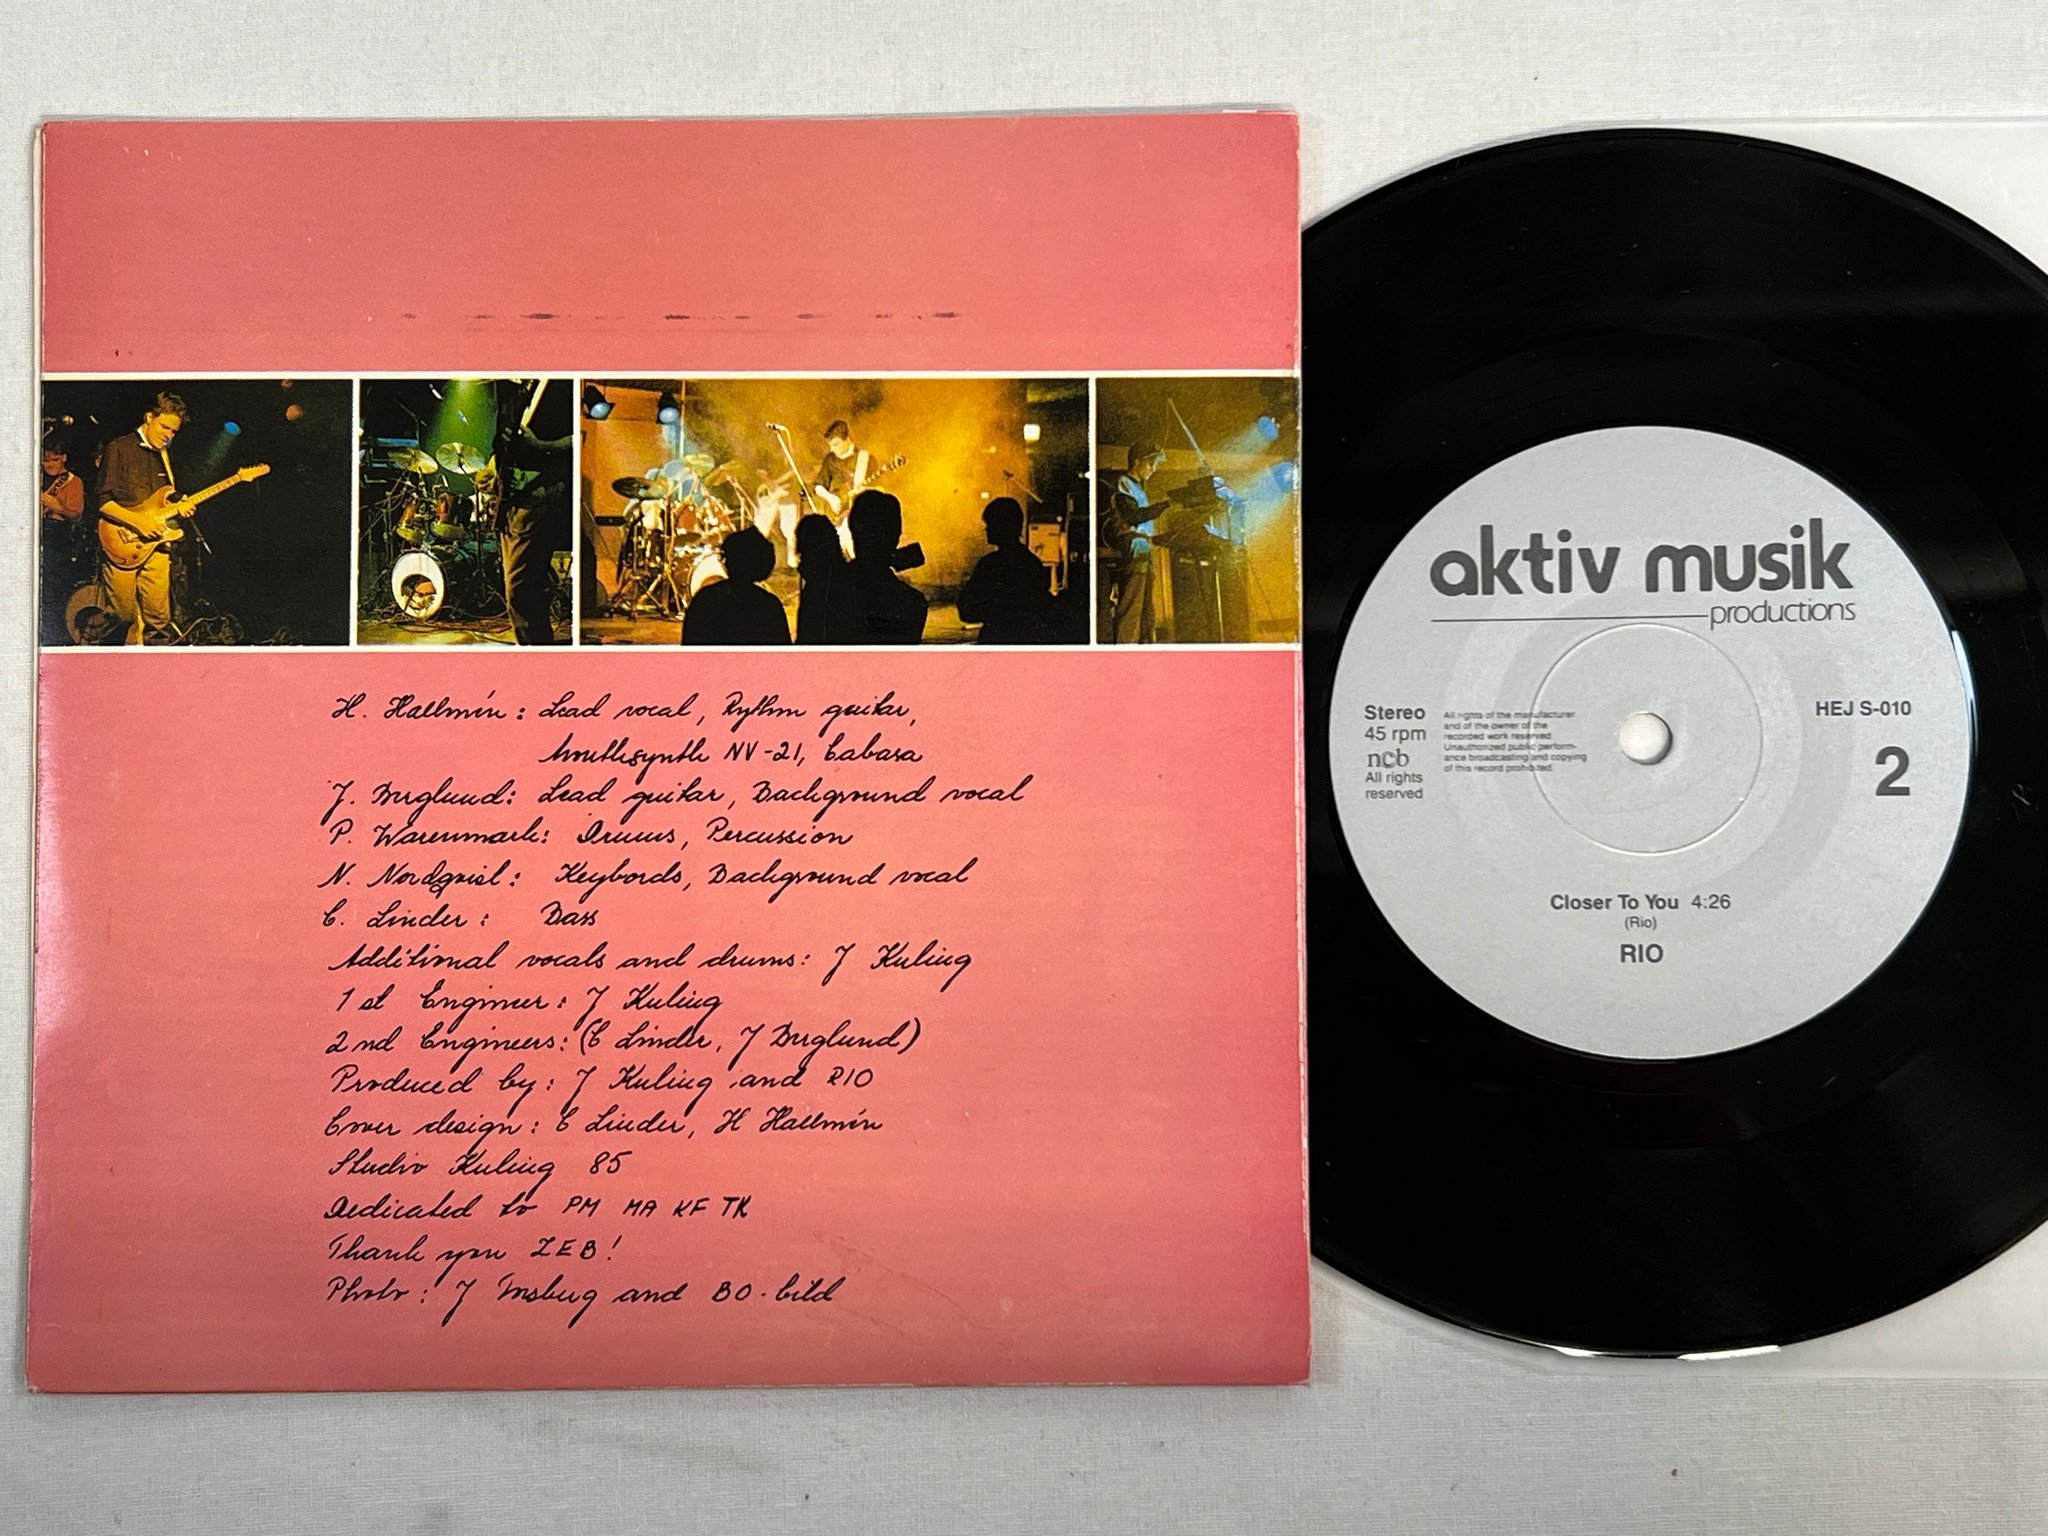 H. Hallmén: Lead vocal, Rythm guitar,
Mouthsynth NV-21, Cabasa
J. Berglund: Lead guitar, Background vocal
P. Warenmark: Drums, Percussion
N. Nordqvist: Keybords, Background vocal
C. Linder: Bass
Additional vocals and drums: J Kuling
1st Engineer: J Kuling
2nd Engineers: (C Linder, J Berglund)
Produced by: J Kuling and RIO
Cover design: C Linder, H Hallmén
Studio Kuling 85
Dedicated to PM MA KF TK
Thank you ZEB!
Photo: J and BO-bild
aktiv musik
productions
Stereo
45 rpm
ncb
All rights
reserved
All rights of the manufacturer
and of the owner of the
recorded work reserved.
Unauthorized public perform-
ance broadcasting and copying
of this record prohibited.
HEJ S-010
2
Closer To You 4:26
(Rio)
RIO